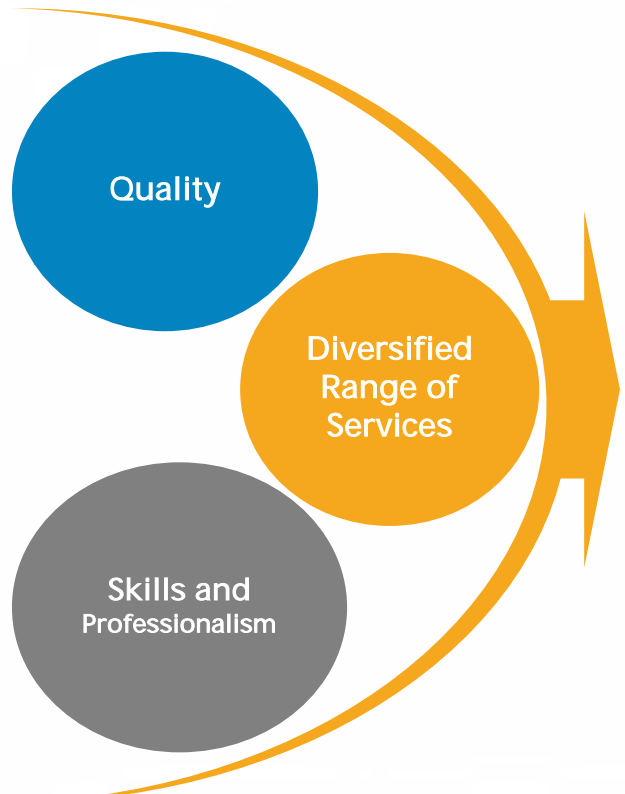 Quality
Diversified
Range of
Services
Skills and
Professionalism